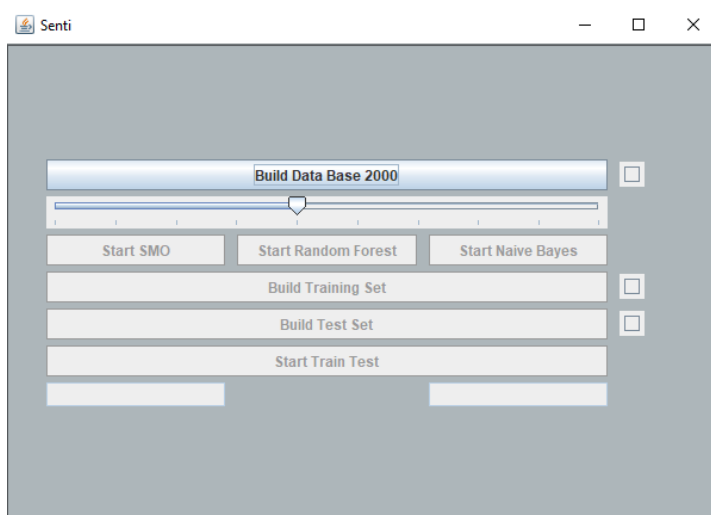 Senti
Build Data Base 2000
Start SMO Start Random Forest Start Naive Bayes
Build Training Set
Build Test Set
Start Train Test